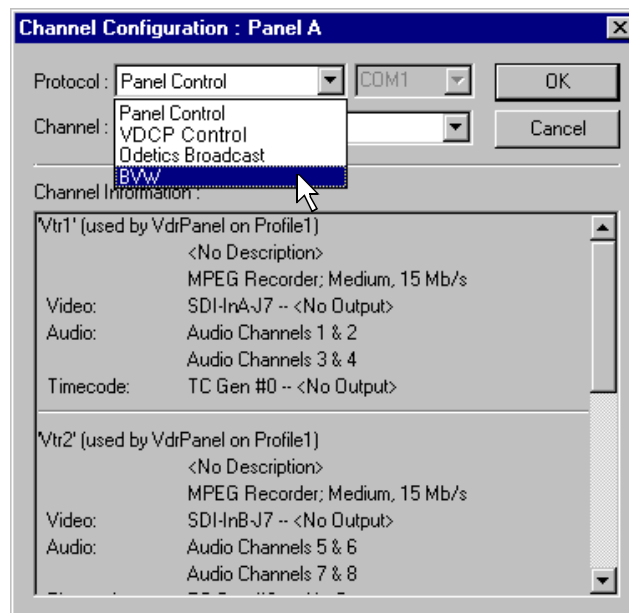 Channel Configuration : Panel A
Protocol : Panel Control COM1 OK
Panel Control
VDCP Control
Odetics Broadcast
BVW
Channel : Cancel
Channel Information :
'Vtr1' (used by VdrPanel on Profile1)
<No Description>
MPEG Recorder; Medium, 15 Mb/s
Video: SDI-InA-J7 -- <No Output>
Audio: Audio Channels 1 & 2
Audio Channels 3 & 4
Timecode: TC Gen #0 -- <No Output>
'Vtr2' (used by VdrPanel on Profile1)
<No Description>
MPEG Recorder; Medium, 15 Mb/s
Video: SDI-InB-J7 -- <No Output>
Audio: Audio Channels 5 & 6
Audio Channels 7 & 8